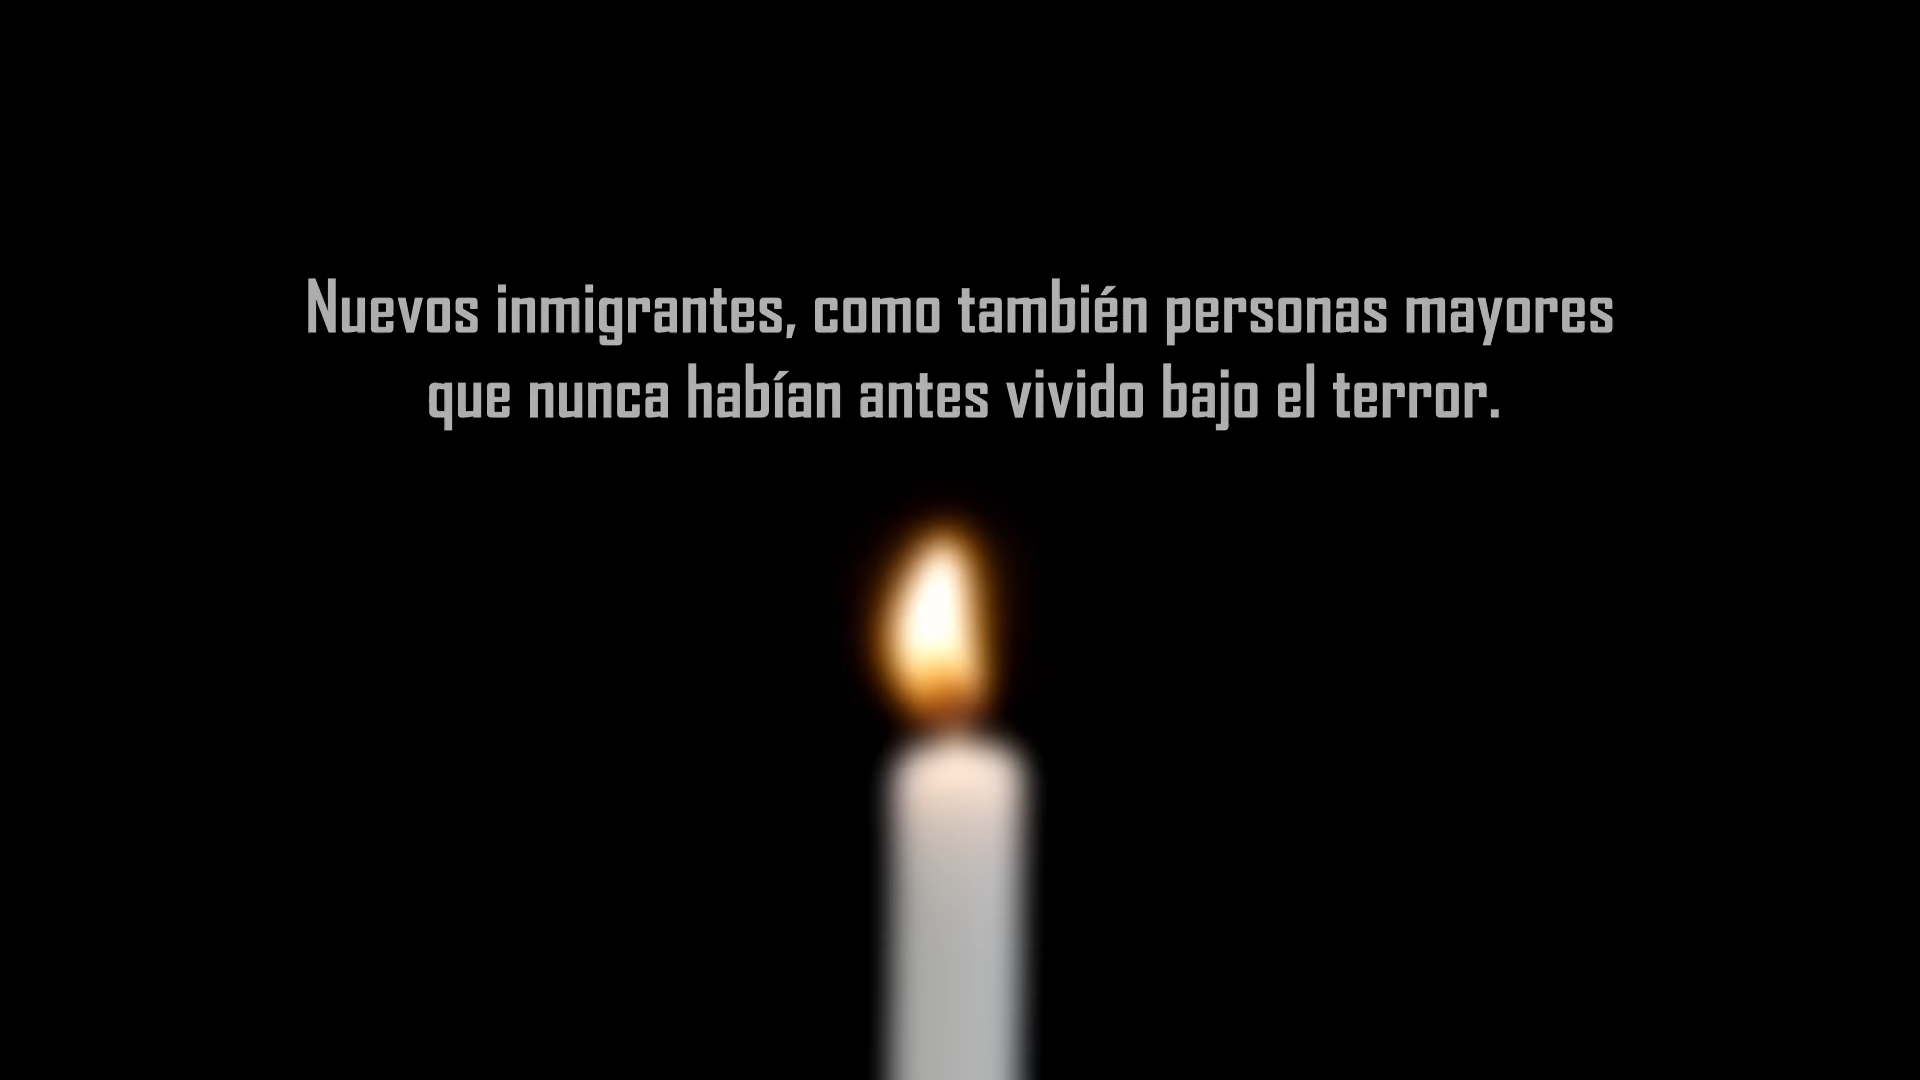 Nuevos inmigrantes, como también personas mayores
que nunca habían antes vivido bajo el terror.